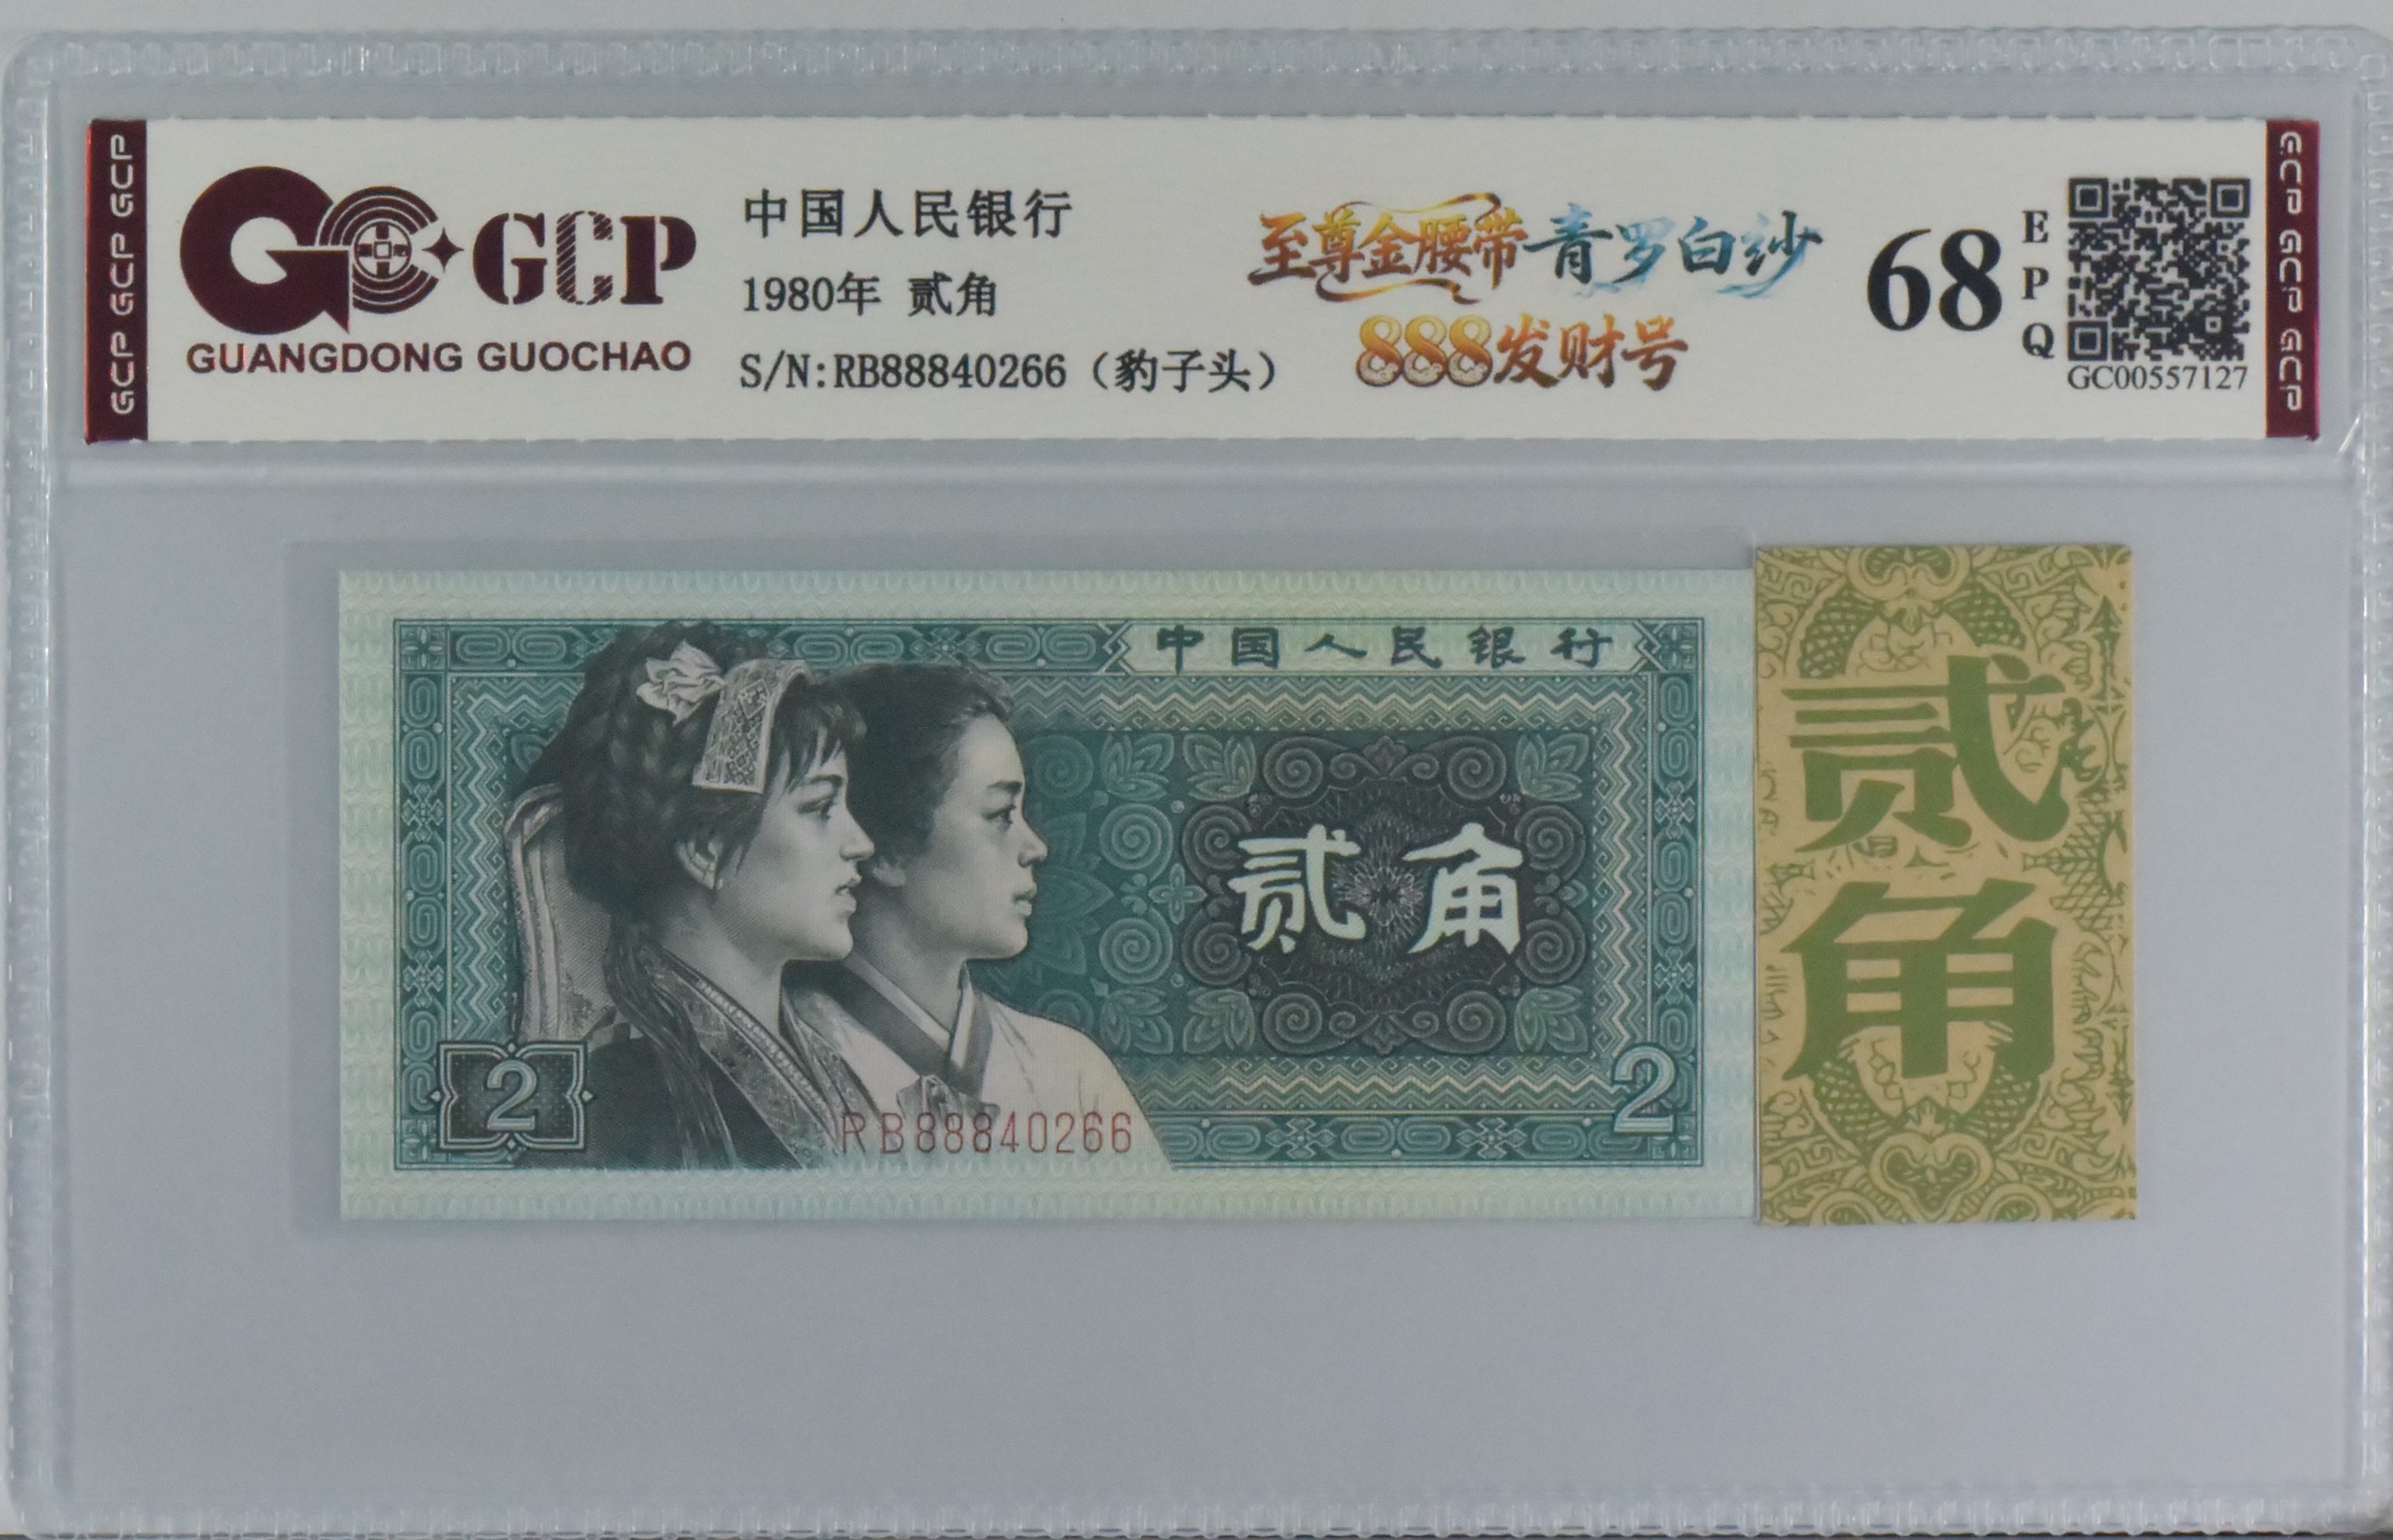 GCP GCP GCP
GCP
GUANGDONG GUOCHAO
中国人民银行
1980年 贰角
S/N:RB88840266（豹子头）
至尊金腰带青罗白纱
888发财号
68
E
P
Q
GC00557127
GCP GCP GCP
中国人民银行
贰角
2
2
RB88840266
贰
角